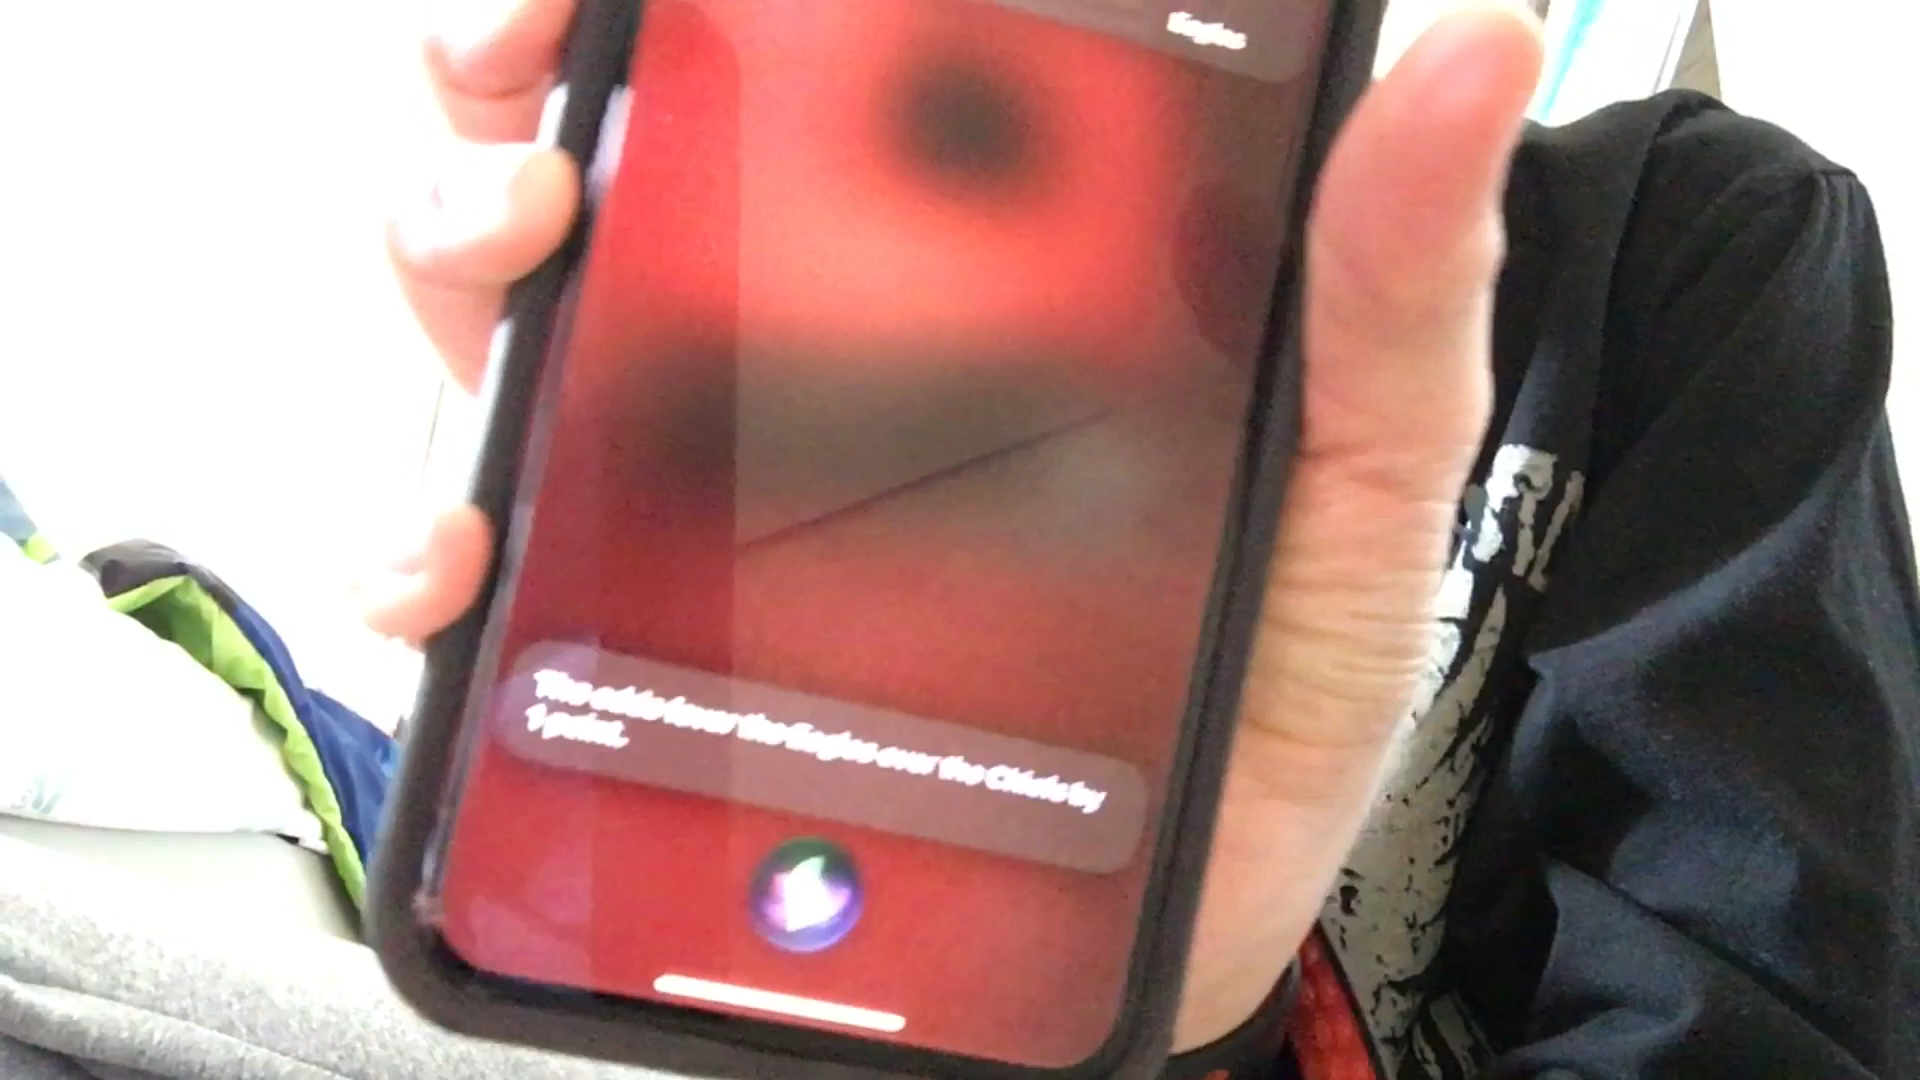 Eagles
The odds favor the Eagles over the Chiefs by
1 point.